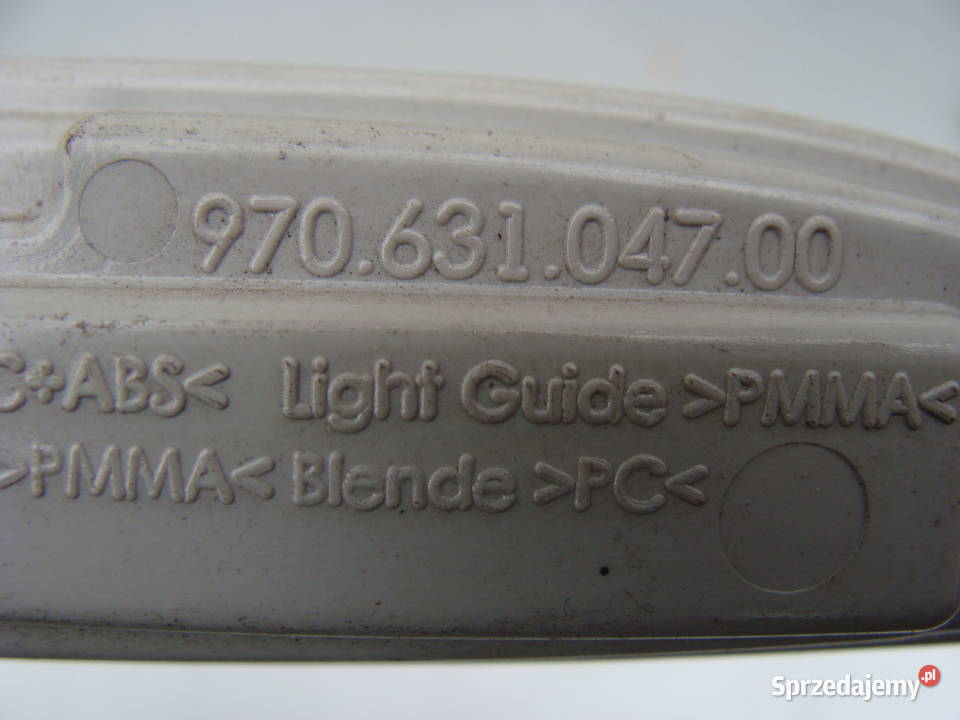 970.631.047.00
C+ABS< Light Guide >PMMA<
>PMMA< Blende >PC<
Sprzedajemy.pl